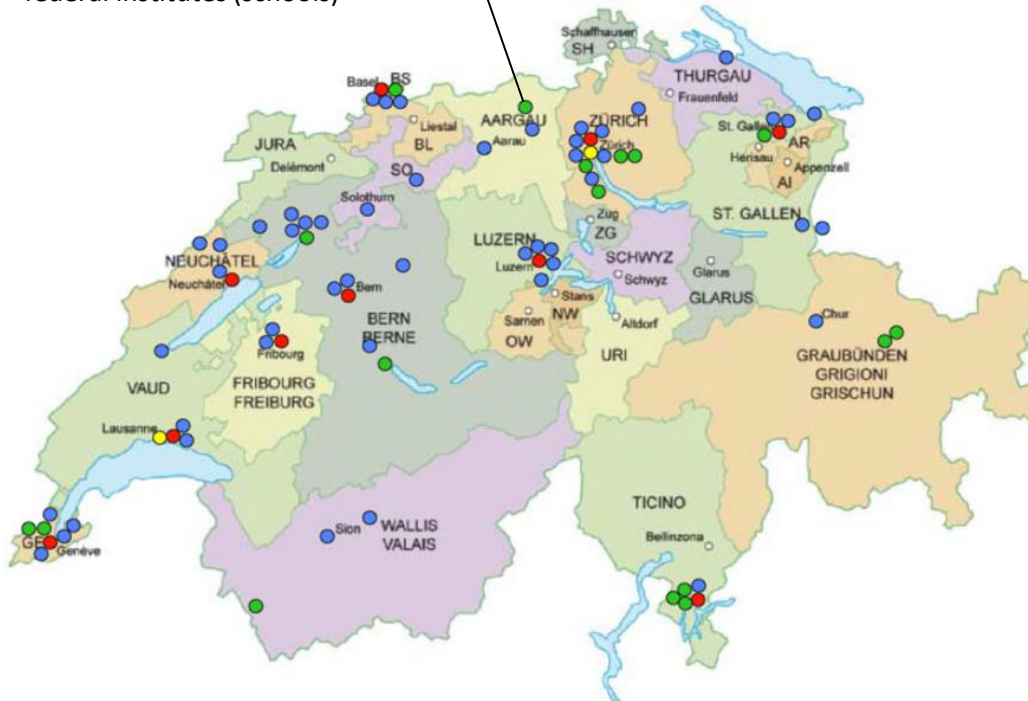 federal institutes (schools)
Schaffhausen
SH
THURGAU
Frauenfeld
Basel
BS
Liestal
BL
AARGAU
Aarau
ZÜRICH
Zürich
St. Gallen
AR
Herisau
Appenzell
AI
JURA
Delémont
SO
Solothurn
ST. GALLEN
LUZERN
Luzern
Zug
ZG
SCHWYZ
Schwyz
Glarus
GLARUS
NEUCHÂTEL
Neuchâtel
Bern
BERN
BERNE
Stans
NW
Sarnen
OW
Altdorf
URI
Chur
GRAUBÜNDEN
GRIGIONI
GRISCHUN
Fribourg
FRIBOURG
FREIBURG
VAUD
Lausanne
GE
Genève
Sion
WALLIS
VALAIS
TICINO
Bellinzona